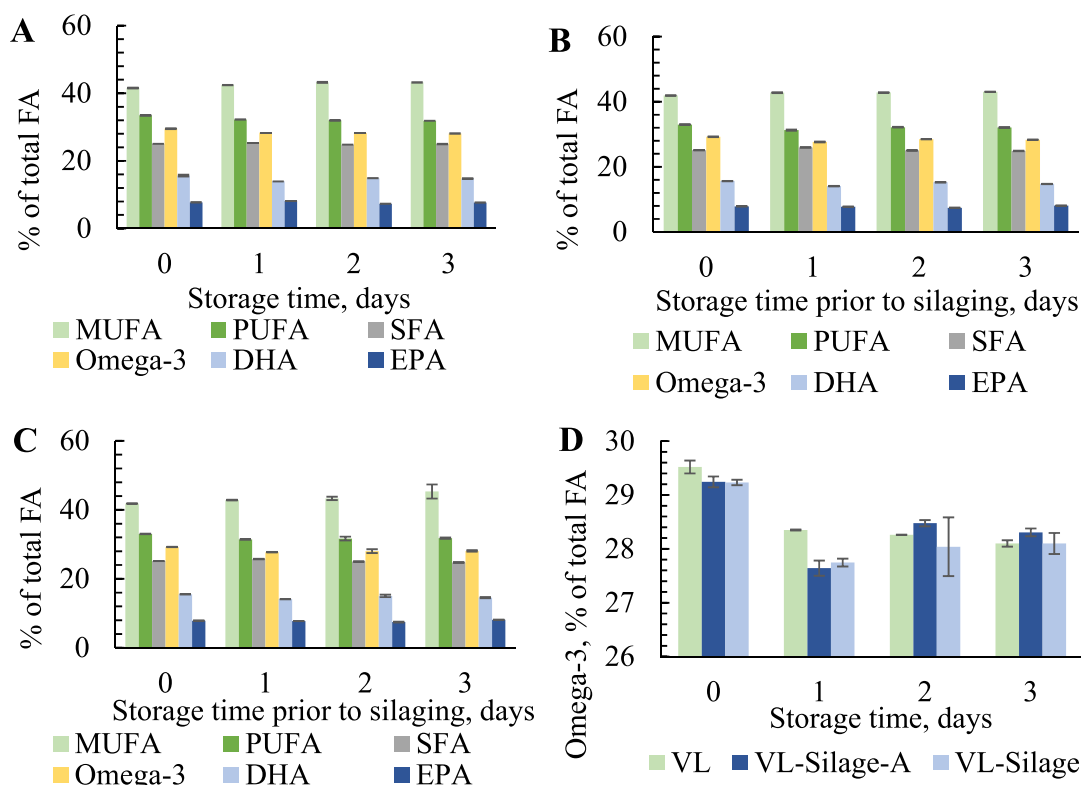 A
% of total FA
60
40
20
0
0 1 2 3
Storage time, days
MUFA PUFA SFA
Omega-3 DHA EPA
B
% of total FA
60
40
20
0
0 1 2 3
Storage time prior to silaging, days
MUFA PUFA SFA
Omega-3 DHA EPA
C
% of total FA
60
40
20
0
0 1 2 3
Storage time prior to silaging, days
MUFA PUFA SFA
Omega-3 DHA EPA
D
Omega-3, % of total FA
30
29
28
27
26
0 1 2 3
Storage time, days
VL VL-Silage-A VL-Silage